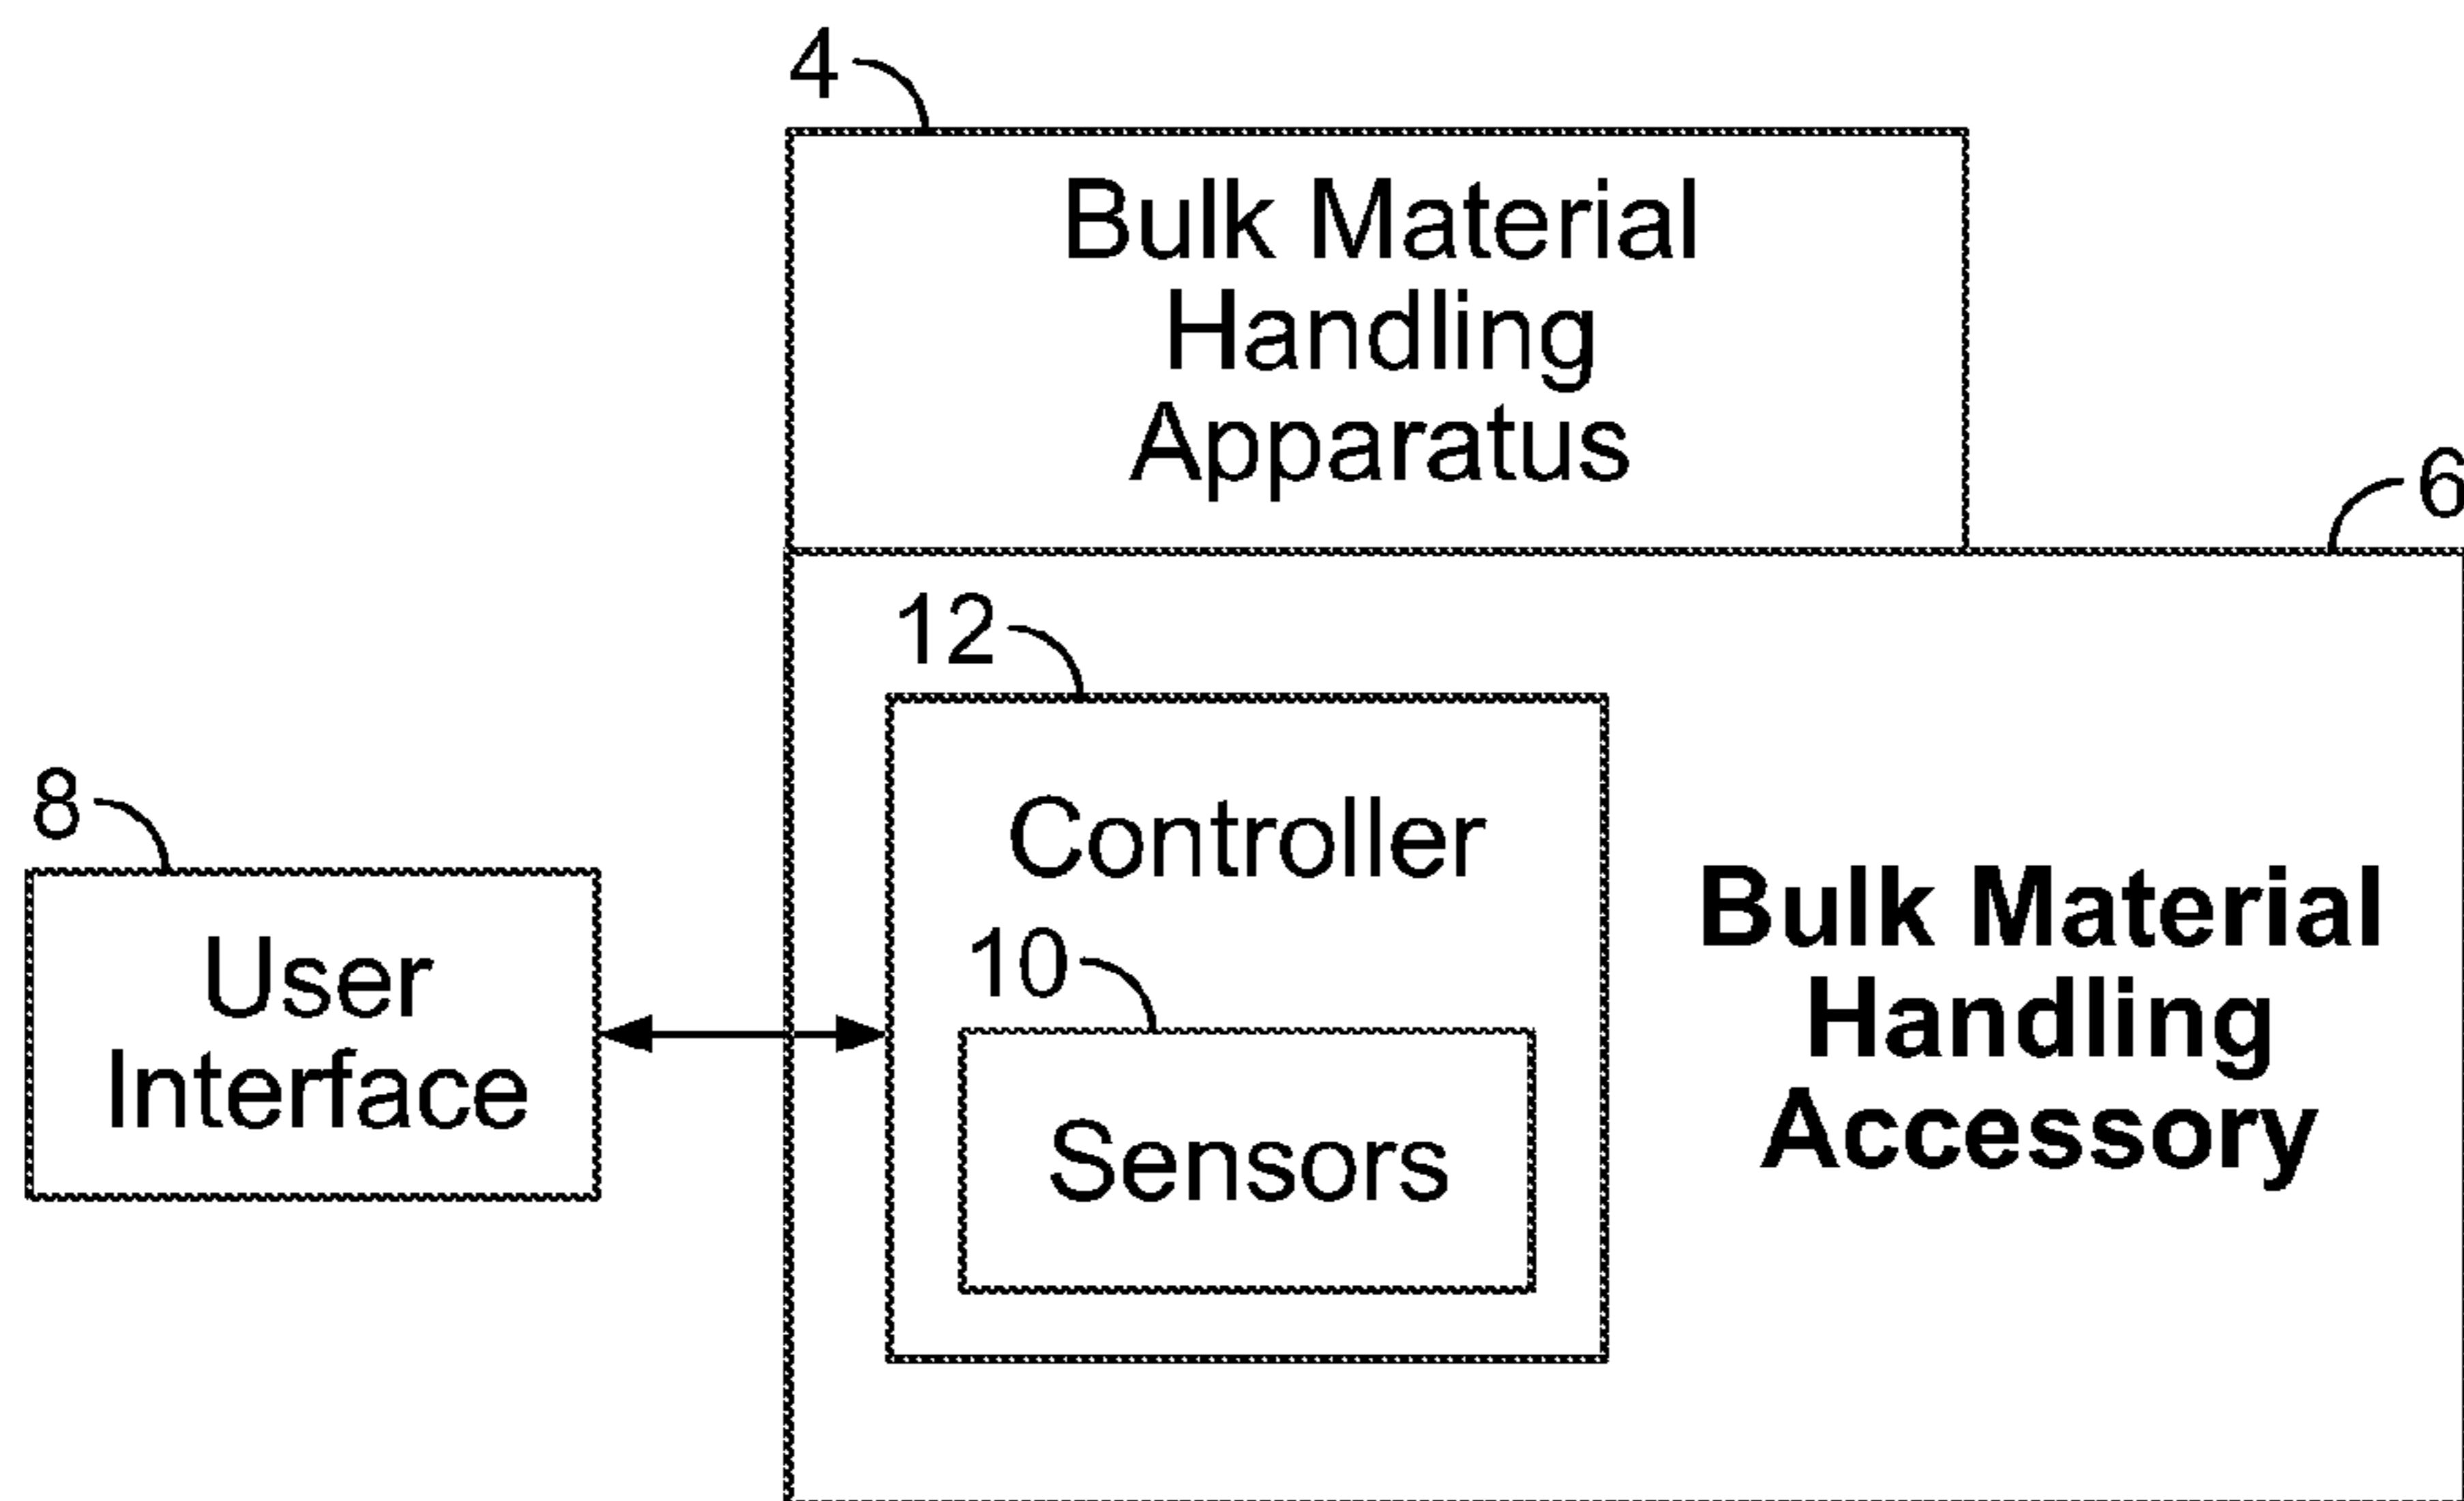 4
Bulk Material
Handling
Apparatus
6
12
Controller
8
User
Interface
10
Sensors
Bulk Material
Handling
Accessory